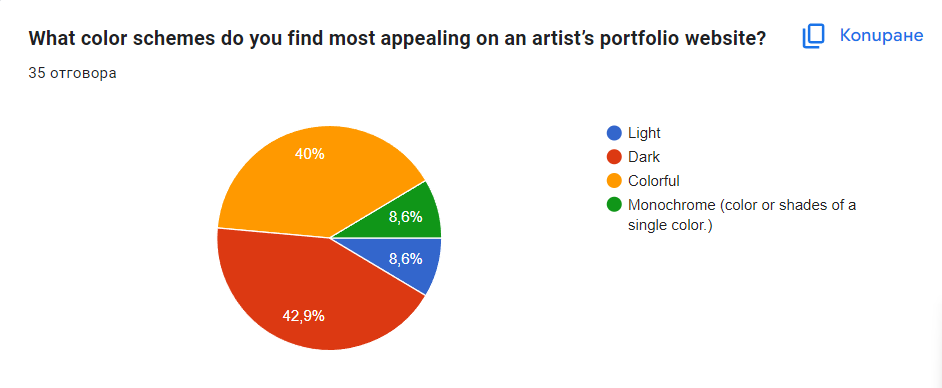 What color schemes do you find most appealing on an artist’s portfolio website?
Копиране
35 отговора
40%
8,6%
8,6%
42,9%
Light
Dark
Colorful
Monochrome (color or shades of a
single color.)